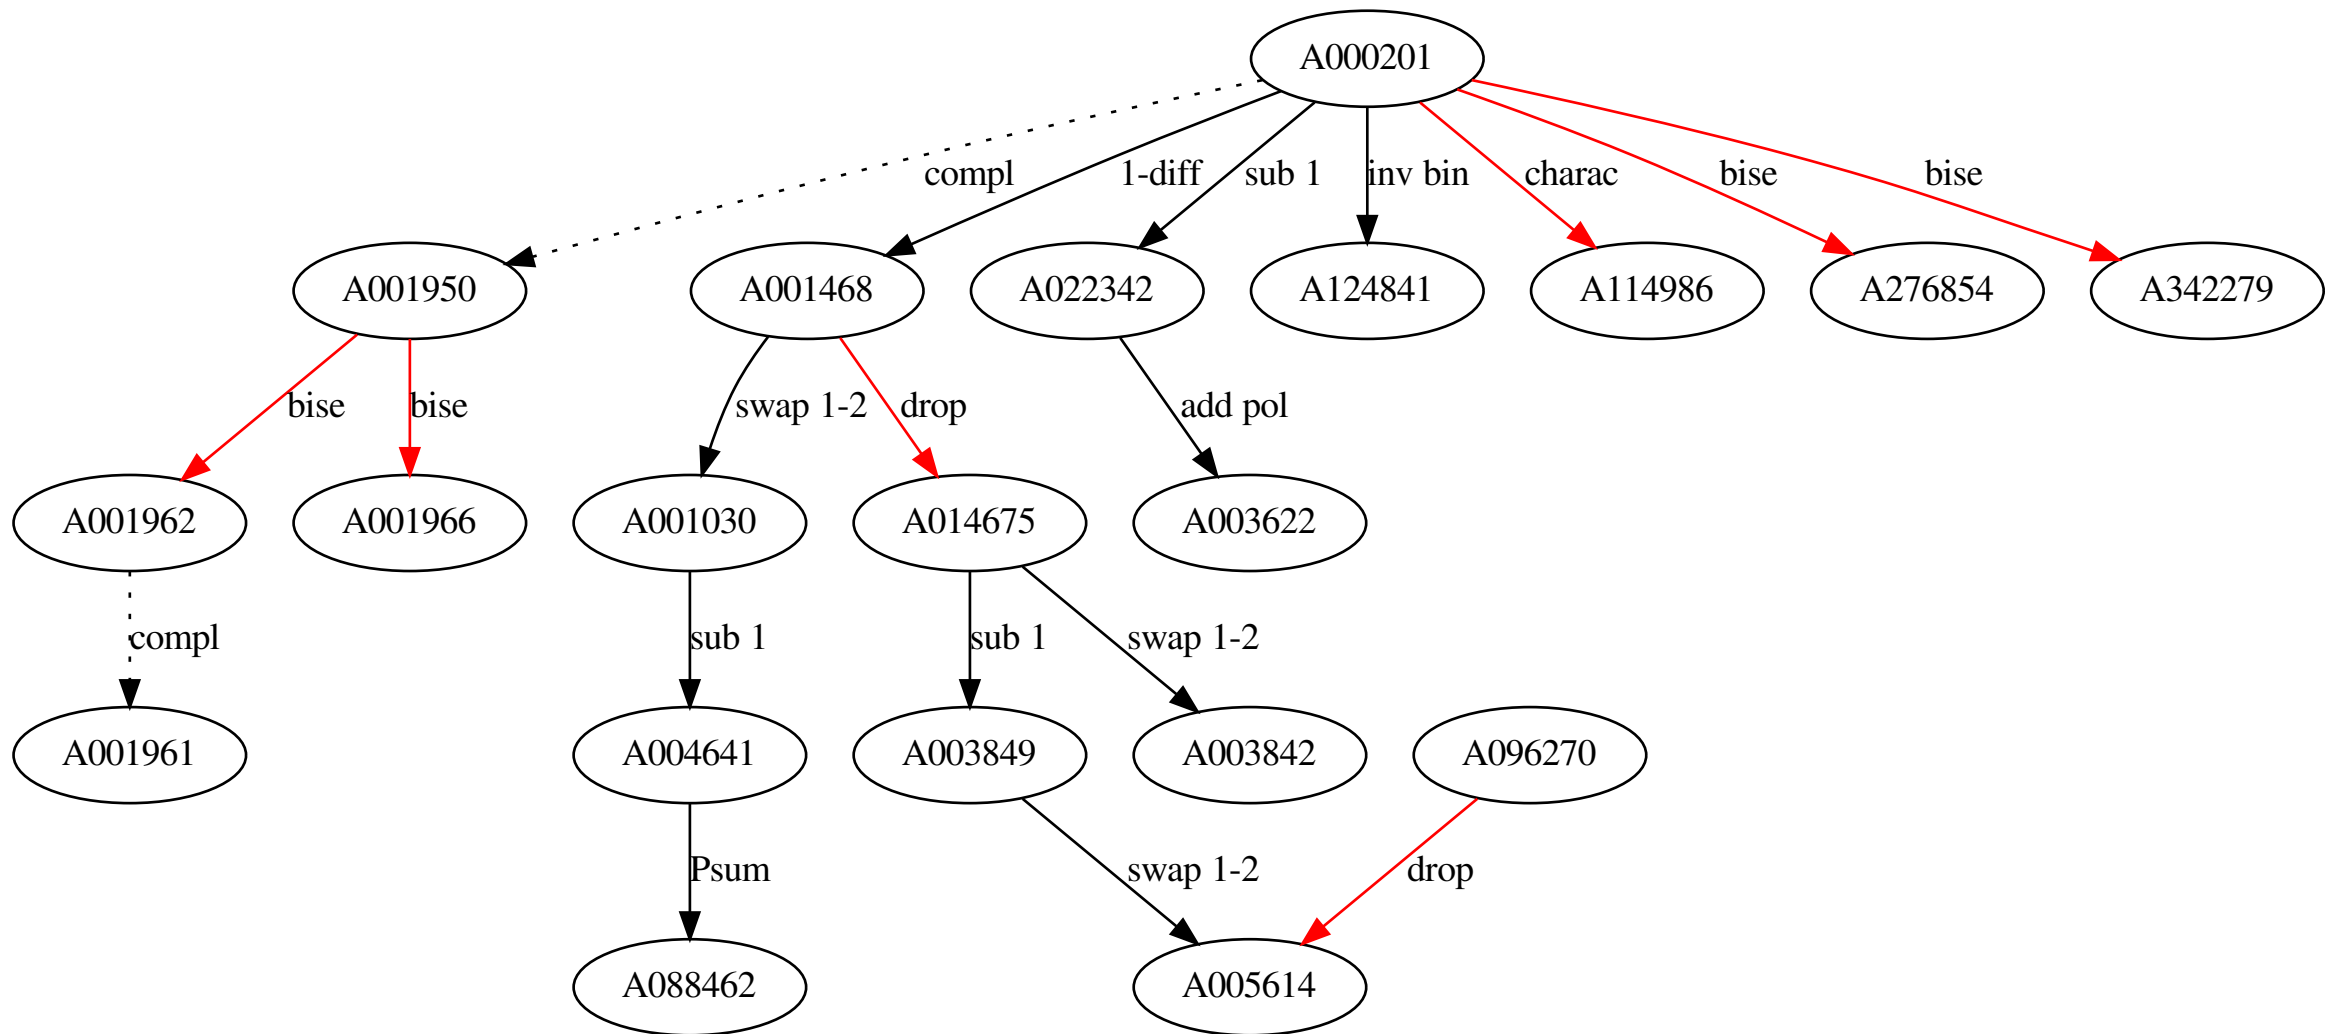 A000201
compl
1-diff
sub 1
inv bin
charac
bise
bise
A001950
A001468
A022342
A124841
A114986
A276854
A342279
bise
bise
swap 1-2
drop
add pol
A001962
A001966
A001030
A014675
A003622
compl
sub 1
sub 1
swap 1-2
A001961
A004641
A003849
A003842
A096270
Psum
swap 1-2
drop
A088462
A005614